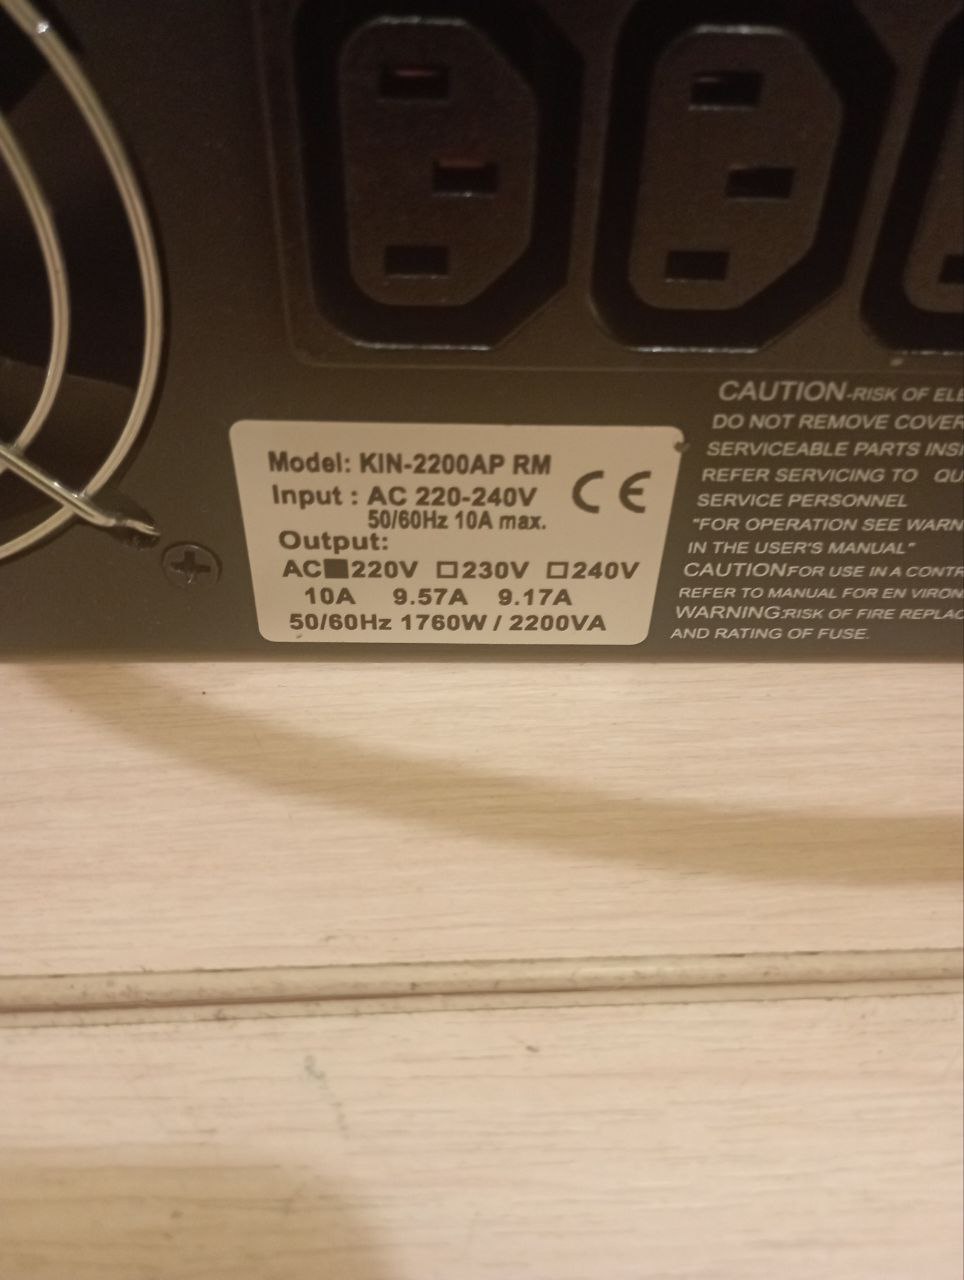 Model: KIN-2200AP RM
Input : AC 220-240V
50/60Hz 10A max.
CE
Output:
AC■220V □230V □240V
10A 9.57A 9.17A
50/60Hz 1760W / 2200VA
CAUTION-RISK OF
DO NOT REMOVE COVER
SERVICEABLE PARTS
REFER SERVICING TO
SERVICE PERSONNEL
"FOR OPERATION SEE
IN THE USER'S MANUAL"
CAUTION FOR USE IN A
REFER TO MANUAL FOR EN
WARNING:RISK OF FIRE
AND RATING OF FUSE.